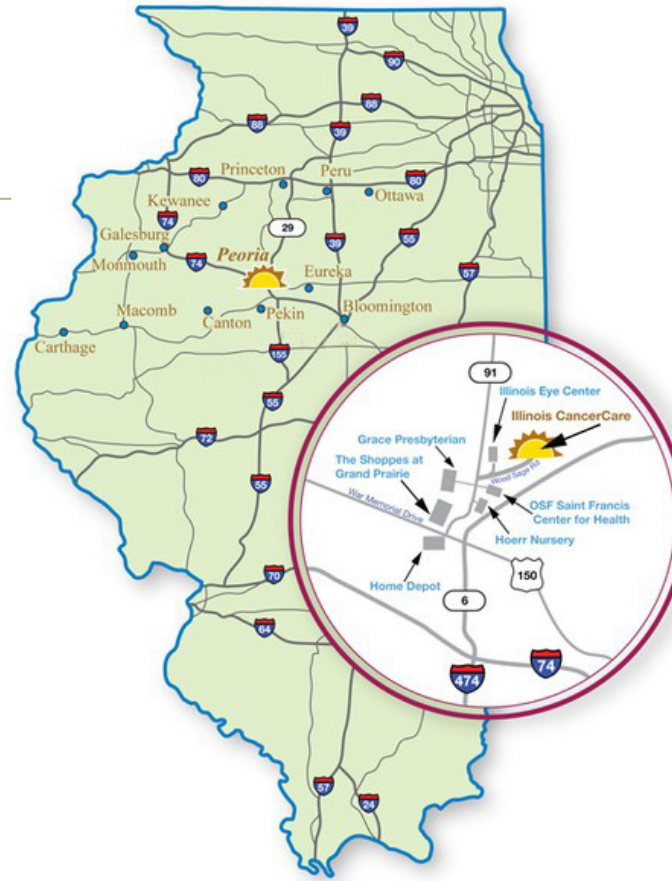 39
90
88
88
39
Princeton
Peru
80
80
Kewanee
Ottawa
74
29
Galesburg
39
55
Monmouth
74
Peoria
Eureka
57
Macomb
Canton
Pekin
Bloomington
Carthage
155
55
72
55
70
64
57
24
91
Illinois Eye Center
Illinois CancerCare
Grace Presbyterian
The Shoppes at
Grand Prairie
Wood Sage Rd
War Memorial Drive
OSF Saint Francis
Center for Health
Hoerr Nursery
Home Depot
150
6
474
74